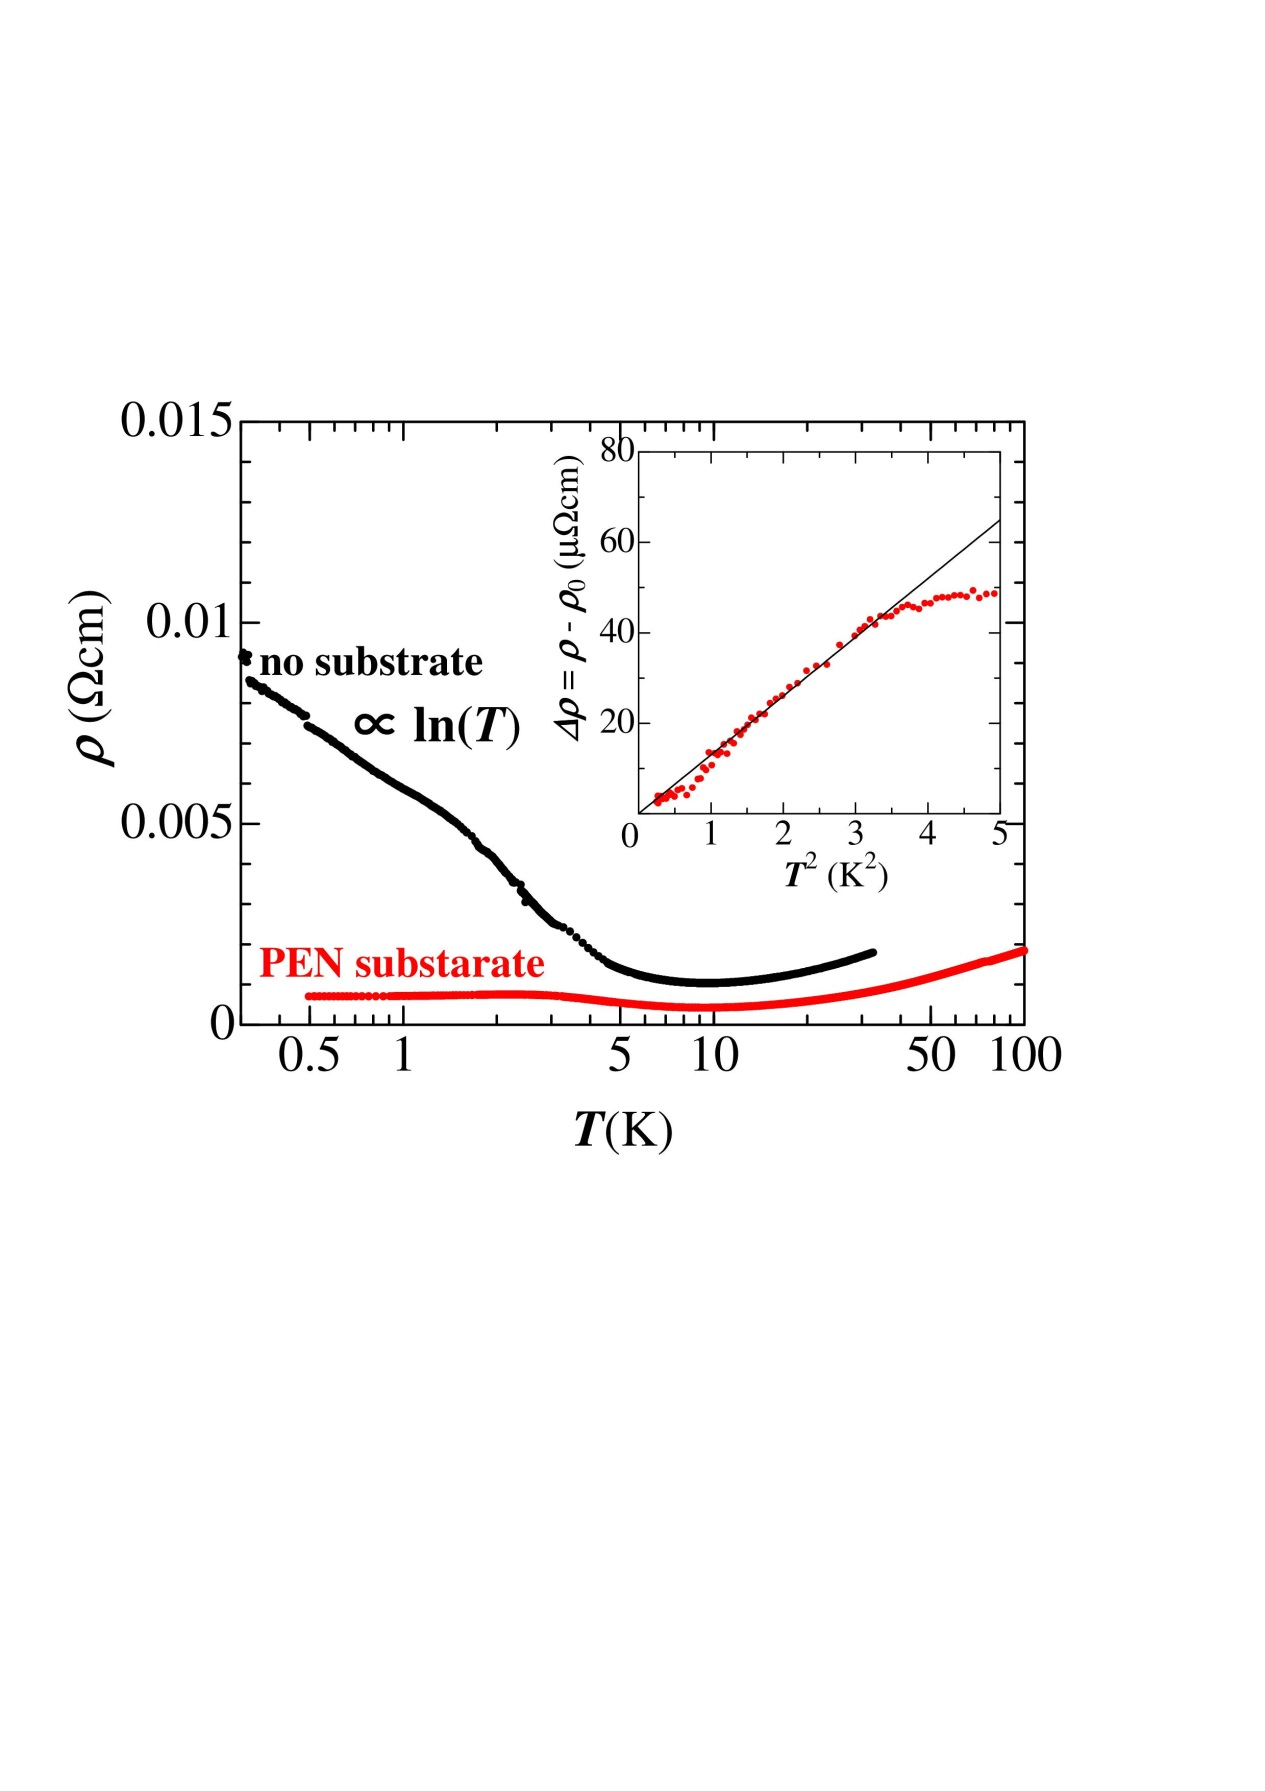 0.015
0.01
0.005
0
ρ (Ωcm)
no substrate
∝ ln(T)
PEN substarate
0.5 1 5 10 50 100
T(K)
80
60
40
20
0 1 2 3 4 5
Δρ = ρ - ρ₀ (μΩcm)
T² (K²)